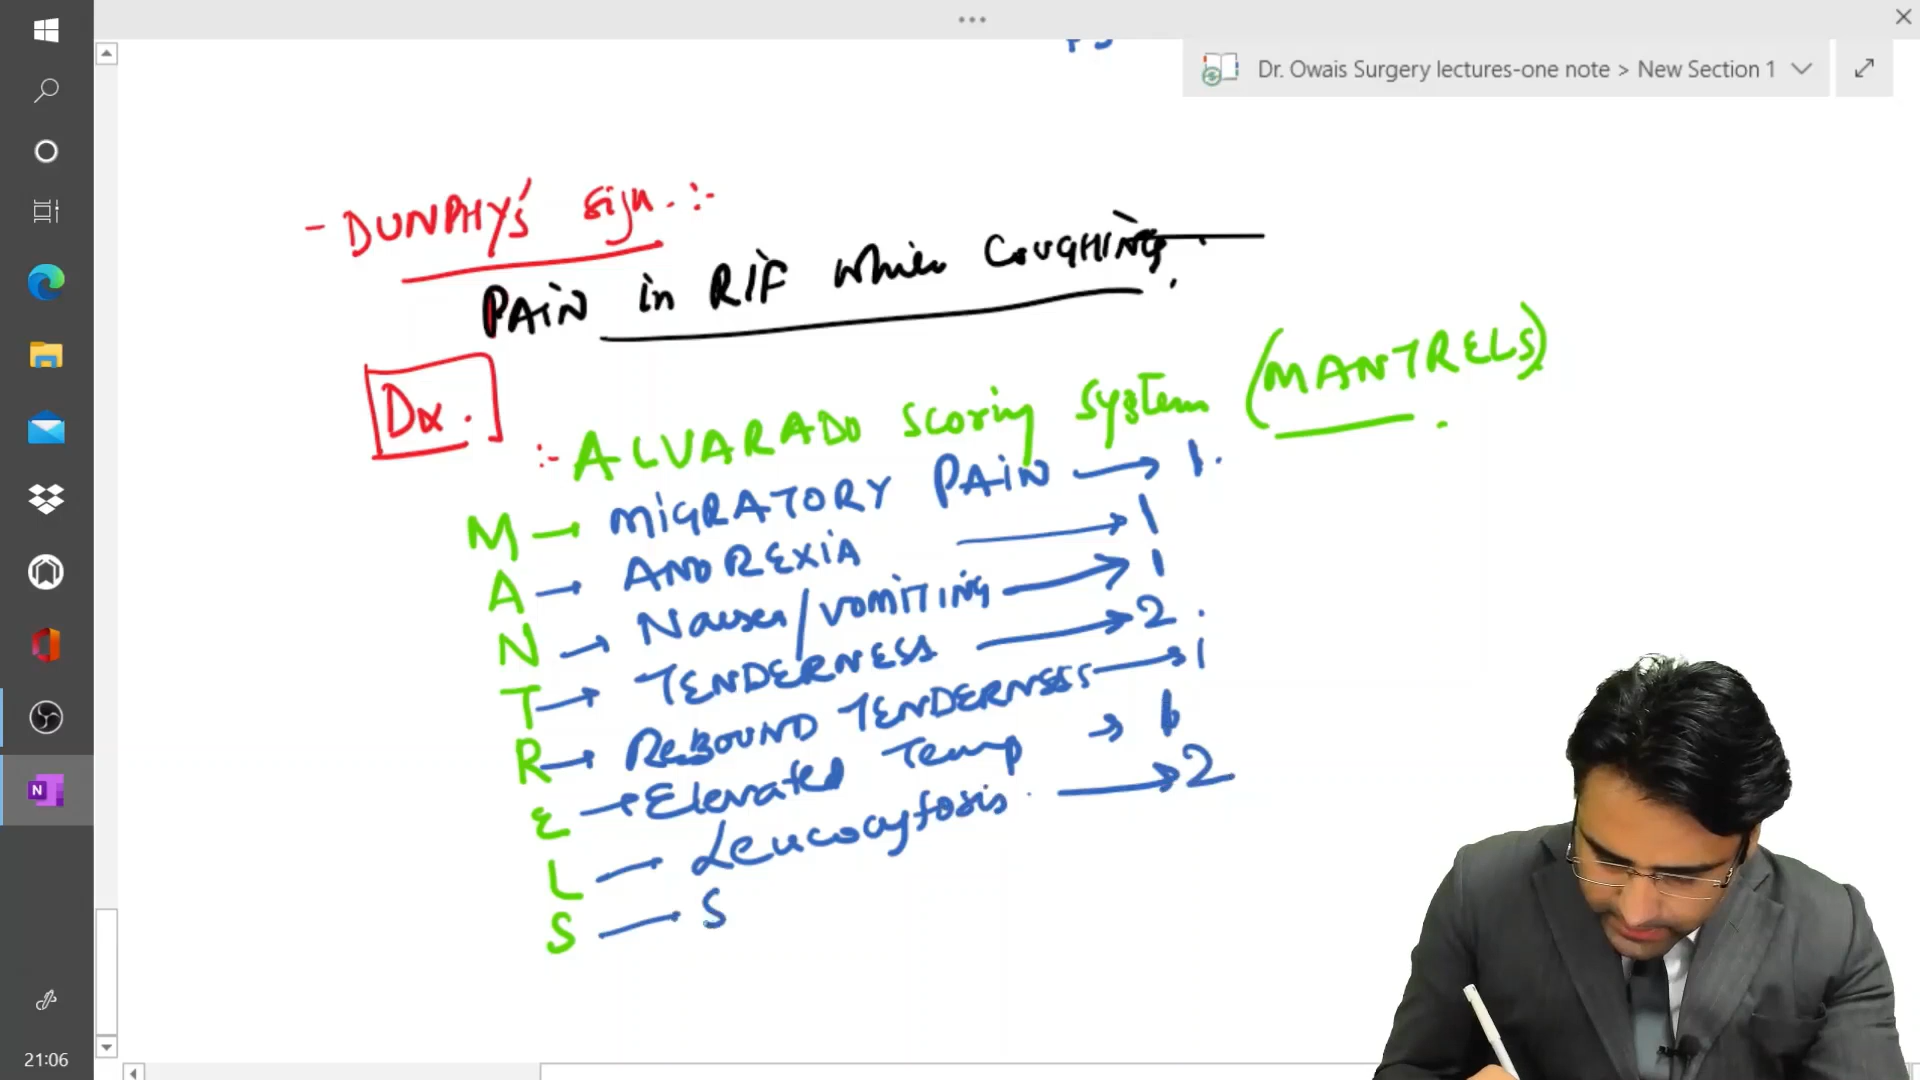 Dr. Owais Surgery lectures-one note > New Section 1
- DUNPHY's sign :-
PAIN in RIF while COUGHING.
Dx.
:- ALVARADO scoring system (MANTRELS)
M → MIGRATORY PAIN → 1.
A → ANOREXIA → 1
N → Nausea/VOMITING → 1
T → TENDERNESS → 2.
R → REBOUND TENDERNESS → 1
E → Elevated Temp → 1
L — Leucocytosis → 2
S — S
N
21:06